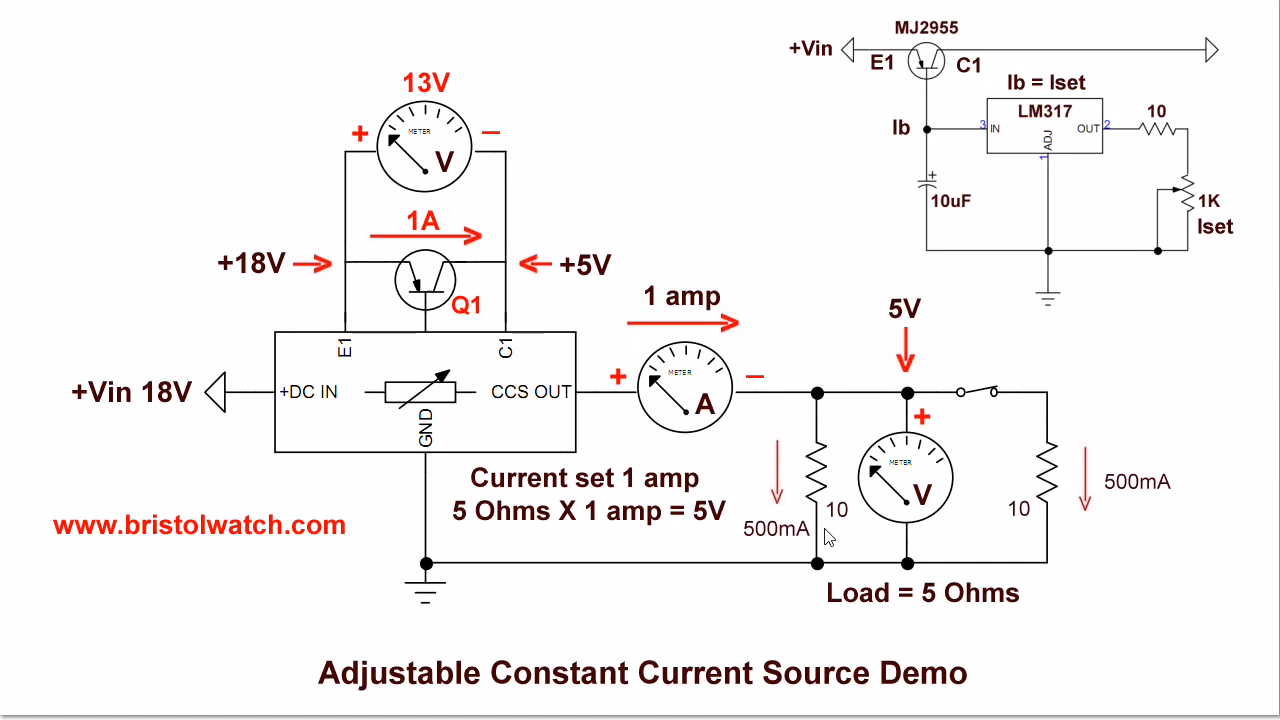 MJ2955
+Vin
E1
C1
Ib = Iset
LM317
10
Ib
3
IN
OUT
2
ADJ
1
+
10uF
1K
Iset
13V
METER
+
−
V
1A
+18V
+5V
Q1
1 amp
5V
E1
C1
+Vin 18V
+DC IN
CCS OUT
GND
METER
+
−
A
+
METER
V
Current set 1 amp
5 Ohms X 1 amp = 5V
500mA
10
10
500mA
www.bristolwatch.com
Load = 5 Ohms
Adjustable Constant Current Source Demo